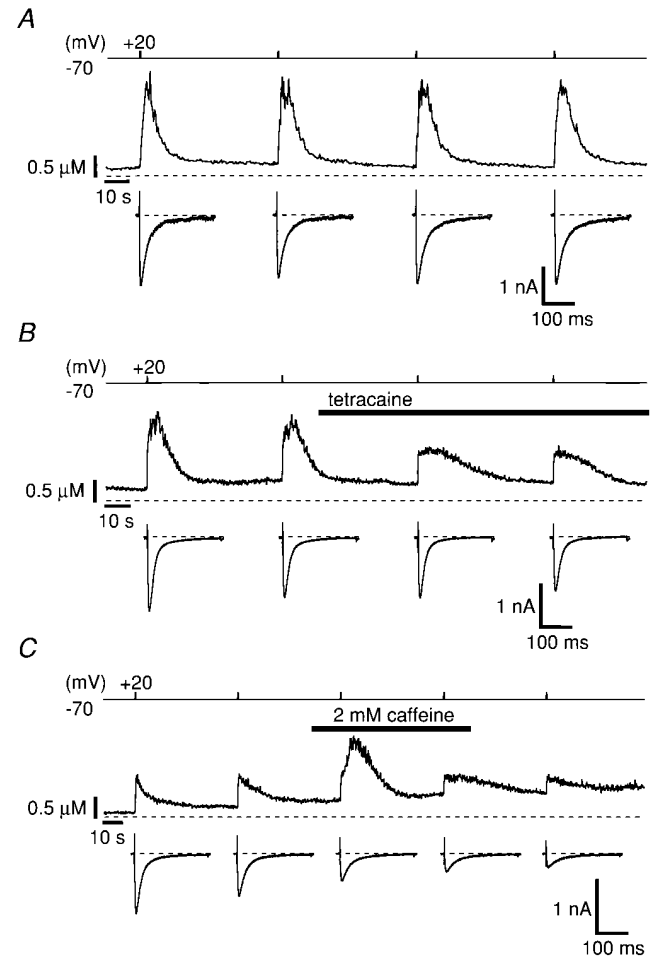 A
(mV) +20
-70
0.5 µM
10 s
1 nA
100 ms
B
(mV) +20
-70
tetracaine
0.5 µM
10 s
1 nA
100 ms
C
(mV) +20
-70
2 mM caffeine
0.5 µM
10 s
1 nA
100 ms